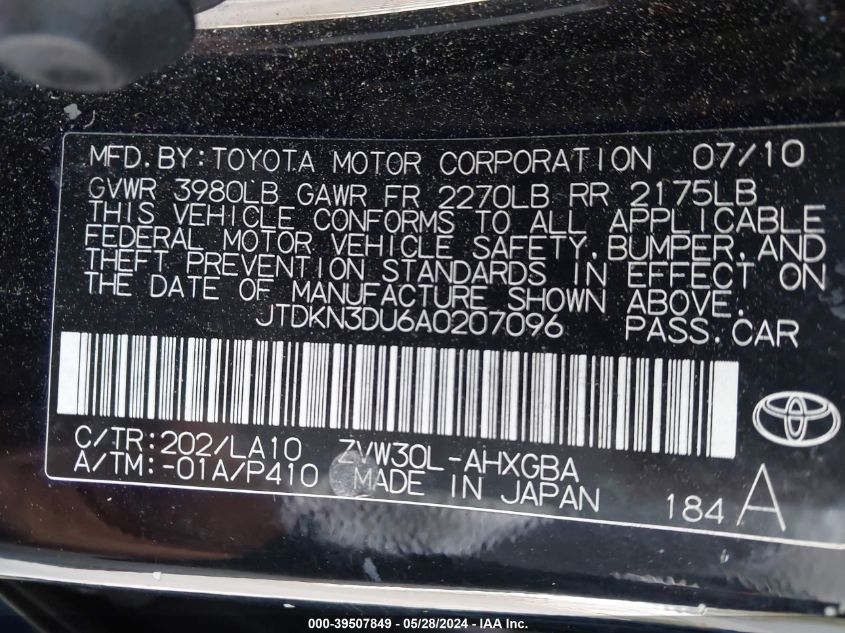 MFD.BY:TOYOTA MOTOR CORPORATION 07/10
GVWR 3980LB GAWR FR 2270LB RR 2175LB
THIS VEHICLE CONFORMS TO ALL APPLICABLE
FEDERAL MOTOR VEHICLE SAFETY,BUMPER,AND
THEFT PREVENTION STANDARDS IN EFFECT ON
THE DATE OF MANUFACTURE SHOWN ABOVE.
JTDKN3DU6A0207096 PASS.CAR
C/TR:202/LA10 ZVW30L-AHXGBA
A/TM:-01A/P410 MADE IN JAPAN
184 A
000-39507849 / 05/28/2024 - IAA Inc.